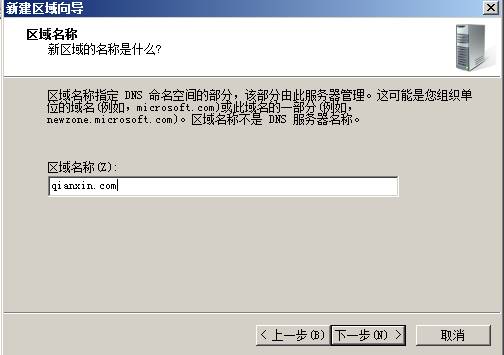 新建区域向导
区域名称
新区域的名称是什么?
区域名称指定 DNS 命名空间的部分，该部分由此服务器管理。这可能是您组织单
位的域名(例如，microsoft.com)或此域名的一部分(例如，
newzone.microsoft.com)。区域名称不是 DNS 服务器名称。
区域名称(Z):
qianxin.com
< 上一步(B) 下一步(N) > 取消